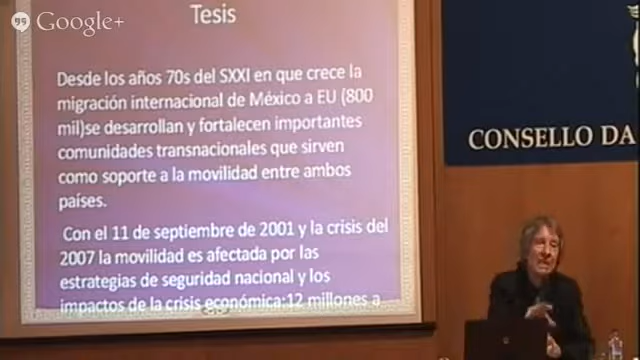 Google+
Tesis
Desde los años 70s del SXXI en que crece la
migración internacional de México a EU (800
mil)se desarrollan y fortalecen importantes
comunidades transnacionales que sirven
como soporte a la movilidad entre ambos
países.
Con el 11 de septiembre de 2001 y la crisis del
2007 la movilidad es afectada por las
estrategias de seguridad nacional y los
impactos de la crisis económica:12 millones a
CONSELLO DA